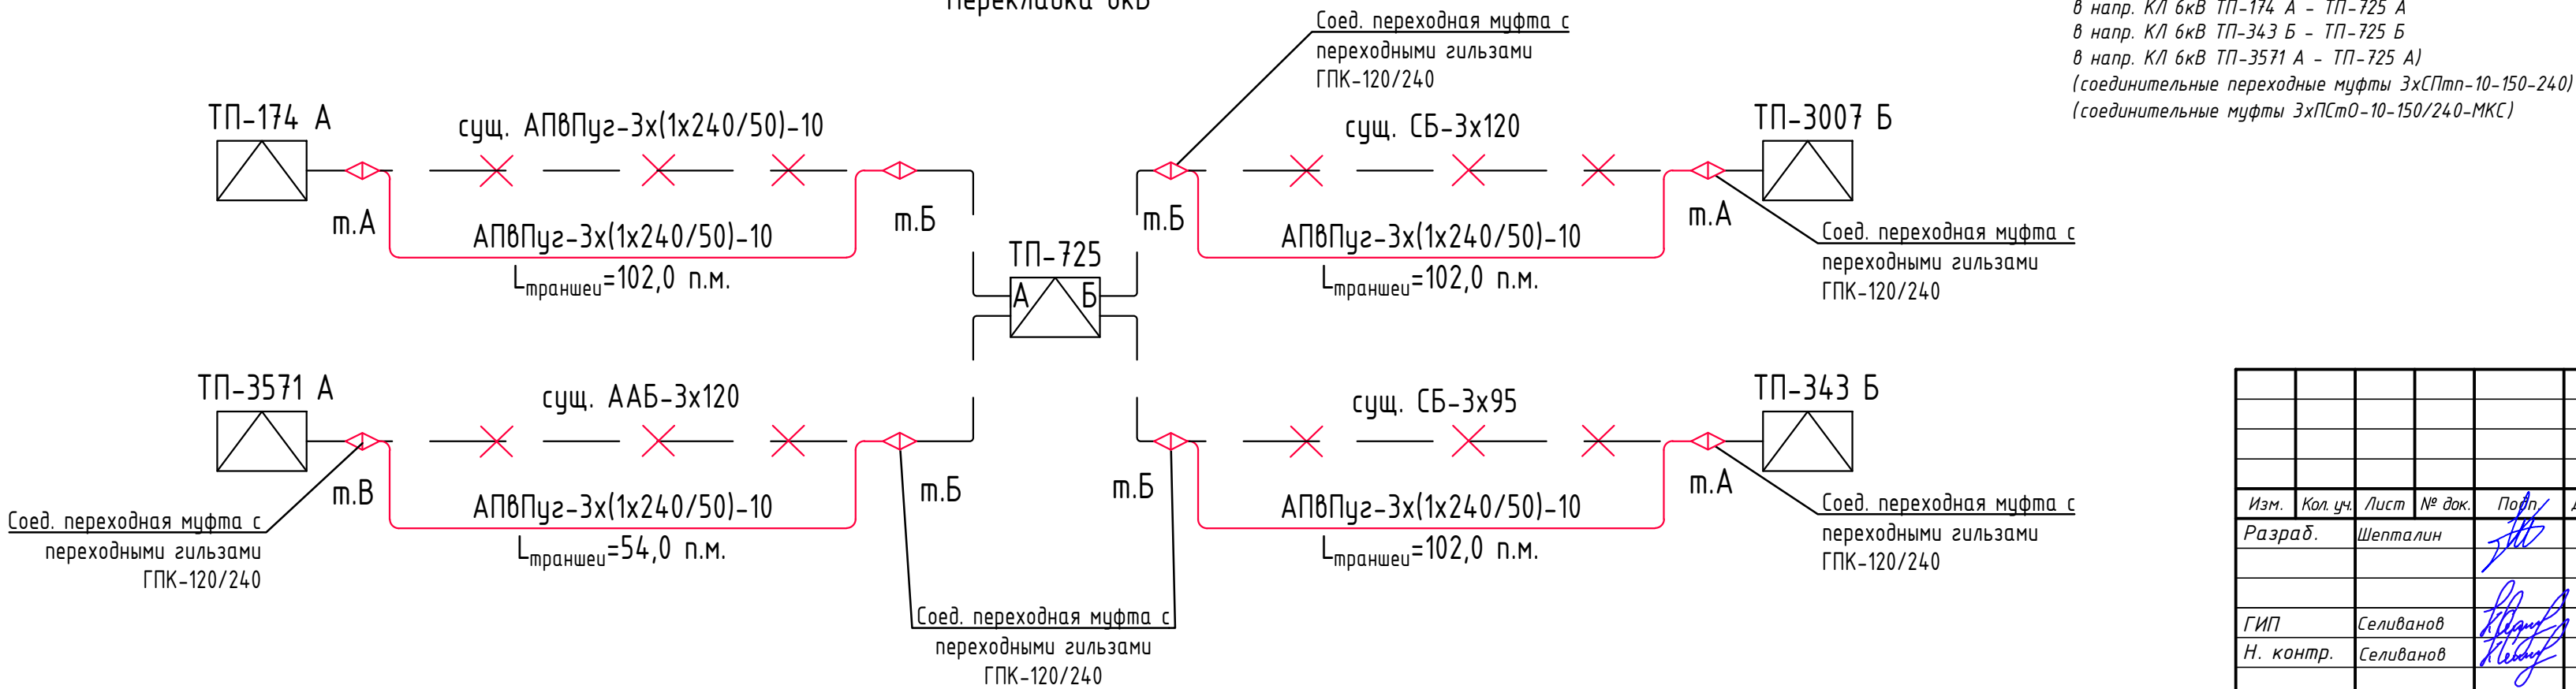 Перекладка 6кВ
в напр. КЛ 6кВ ТП-174 А - ТП-725 А
в напр. КЛ 6кВ ТП-343 Б - ТП-725 Б
в напр. КЛ 6кВ ТП-3571 А - ТП-725 А)
(соединительные переходные муфты 3хСПтп-10-150-240)
(соединительные муфты 3хПСтО-10-150/240-МКС)
Соед. переходная муфта с
переходными гильзами
ГПК-120/240
ТП-174 А
сущ. АПвПуг-3х(1х240/50)-10
т.А
т.Б
АПвПуг-3х(1х240/50)-10
Lтраншеи=102,0 п.м.
сущ. СБ-3х120
ТП-3007 Б
т.Б
т.А
АПвПуг-3х(1х240/50)-10
Lтраншеи=102,0 п.м.
Соед. переходная муфта с
переходными гильзами
ГПК-120/240
ТП-725
А
Б
ТП-3571 А
сущ. ААБ-3х120
т.В
т.Б
АПвПуг-3х(1х240/50)-10
Lтраншеи=54,0 п.м.
Соед. переходная муфта с
переходными гильзами
ГПК-120/240
сущ. СБ-3х95
ТП-343 Б
т.Б
т.А
АПвПуг-3х(1х240/50)-10
Lтраншеи=102,0 п.м.
Соед. переходная муфта с
переходными гильзами
ГПК-120/240
Соед. переходная муфта с
переходными гильзами
ГПК-120/240
Изм. Кол. уч. Лист № док. Подп.
Разраб. Шепталин
ГИП Селиванов
Н. контр. Селиванов